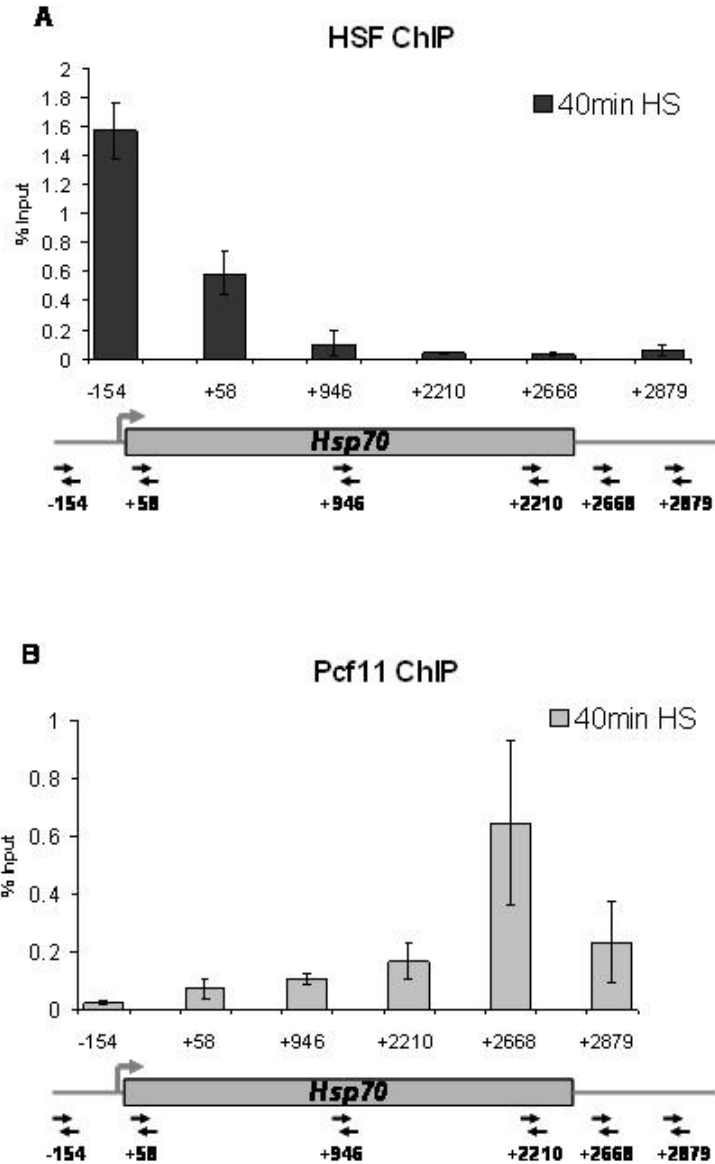 A
HSF ChIP
40min HS
% Input
2
1.8
1.6
1.4
1.2
1
0.8
0.6
0.4
0.2
0
-154 +58 +946 +2210 +2668 +2879
Hsp70
-154 +58 +946 +2210 +2668 +2879
B
Pcf11 ChIP
40min HS
% Input
1
0.8
0.6
0.4
0.2
0
-154 +58 +946 +2210 +2668 +2879
Hsp70
-154 +58 +946 +2210 +2668 +2879